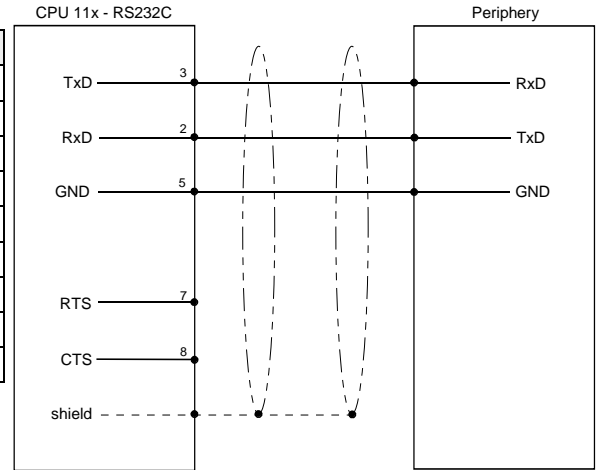 CPU 11x - RS232C Periphery
TxD 3 RxD
RxD 2 TxD
GND 5 GND
RTS 7
CTS 8
shield